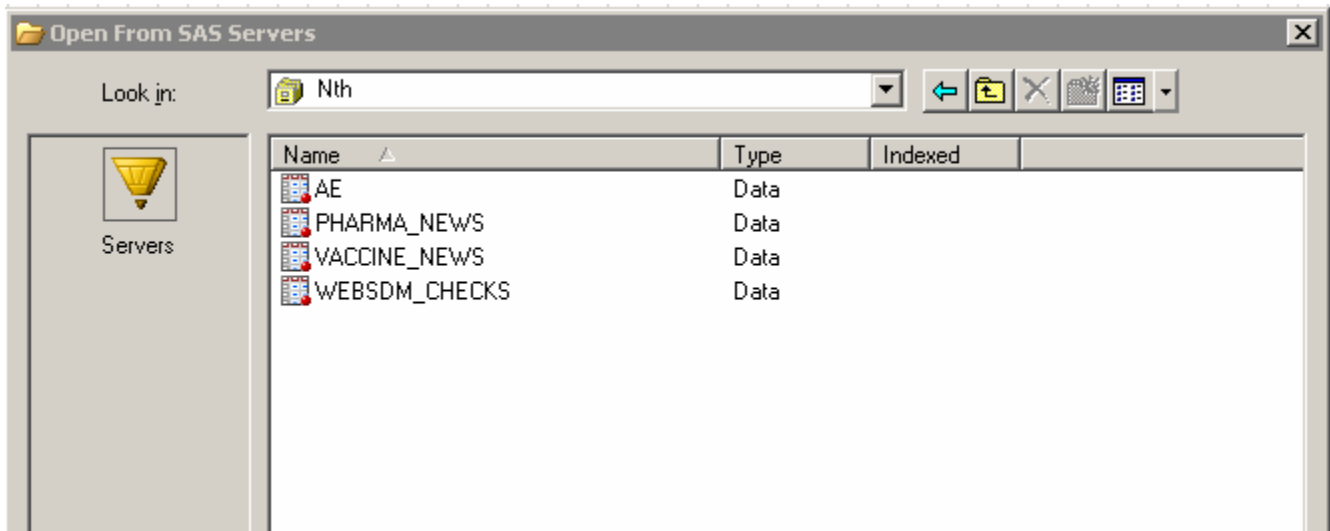 Open From SAS Servers
Look in: Nth
Name Type Indexed
AE Data
PHARMA_NEWS Data
VACCINE_NEWS Data
WEBSDM_CHECKS Data
Servers